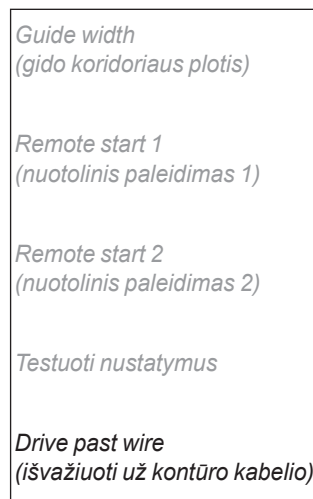 Guide width
(gido koridoriaus plotis)
Remote start 1
(nuotolinis paleidimas 1)
Remote start 2
(nuotolinis paleidimas 2)
Testuoti nustatymus
Drive past wire
(išvažiuoti už kontūro kabelio)